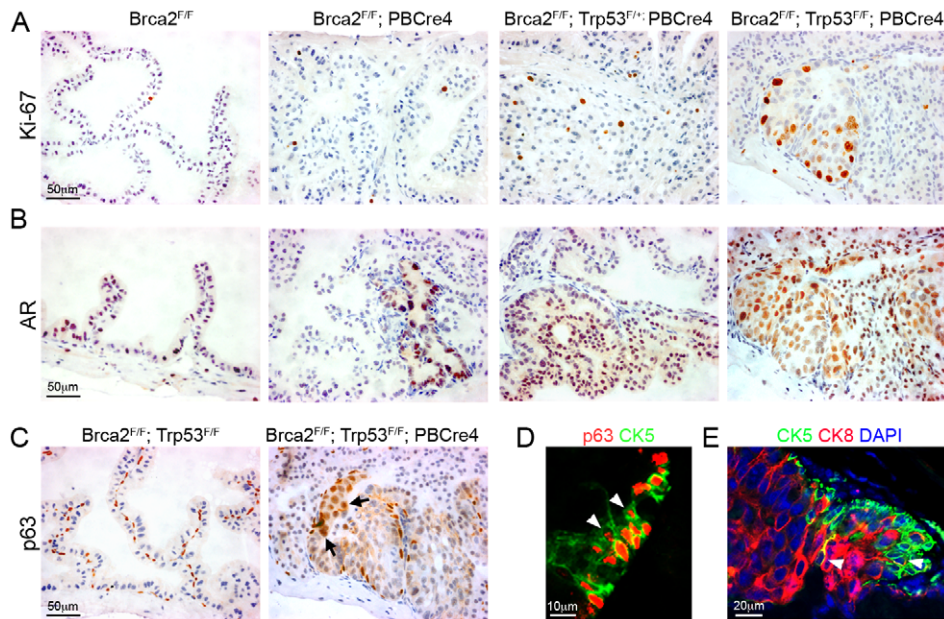 A Brca2F/F Brca2F/F; PBCre4 Brca2F/F; Trp53F/+; PBCre4 Brca2F/F; Trp53F/F; PBCre4
Ki-67
50μm
B
AR
50μm
C Brca2F/F; Trp53F/F Brca2F/F; Trp53F/F; PBCre4 D p63 CK5 E CK5 CK8 DAPI
p63
50μm 10μm 20μm